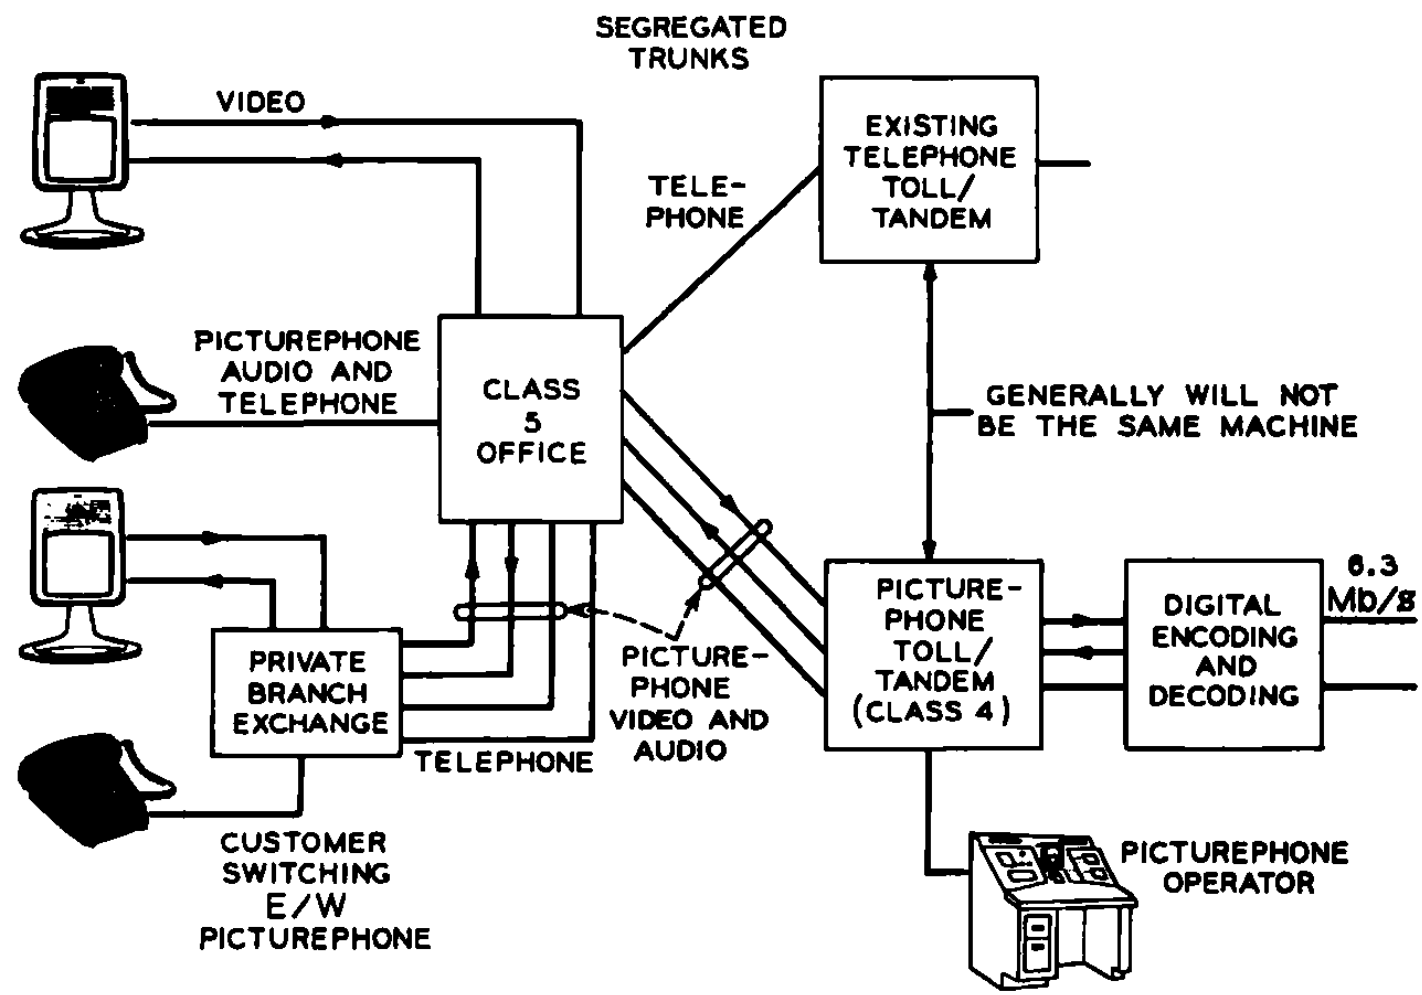 SEGREGATED
TRUNKS
VIDEO
EXISTING
TELEPHONE
TOLL/
TANDEM
TELE-
PHONE
PICTUREPHONE
AUDIO AND
TELEPHONE
CLASS
5
OFFICE
GENERALLY WILL NOT
BE THE SAME MACHINE
PICTURE-
PHONE
TOLL/
TANDEM
(CLASS 4)
DIGITAL
ENCODING
AND
DECODING
6.3
Mb/s
PRIVATE
BRANCH
EXCHANGE
PICTURE-
PHONE
VIDEO AND
AUDIO
TELEPHONE
CUSTOMER
SWITCHING
E/W
PICTUREPHONE
PICTUREPHONE
OPERATOR